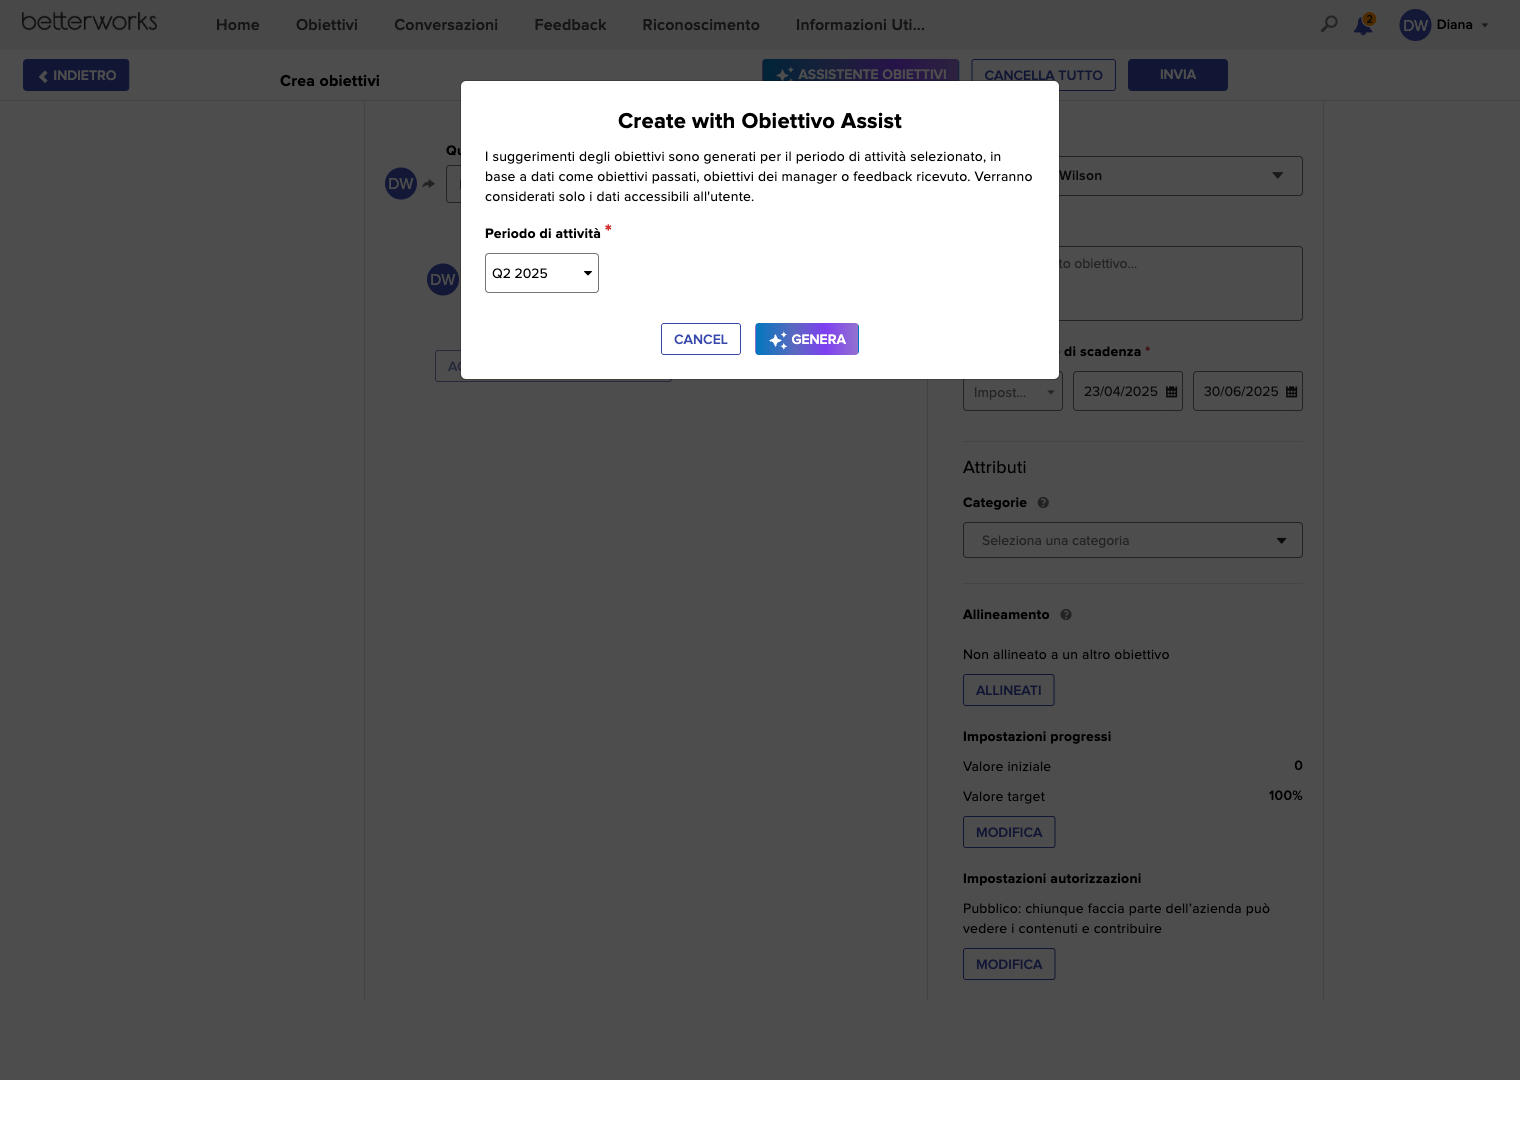 betterworks
Home
Obiettivi
Conversazioni
Feedback
Riconoscimento
Informazioni Uti...
2
DW
Diana
INDIETRO
Crea obiettivi
ASSISTENTE OBIETTIVI
CANCELLA TUTTO
INVIA
Create with Obiettivo Assist
I suggerimenti degli obiettivi sono generati per il periodo di attività selezionato, in
base a dati come obiettivi passati, obiettivi dei manager o feedback ricevuto. Verranno
considerati solo i dati accessibili all'utente.
Periodo di attività *
Q2 2025
CANCEL
GENERA
DW
DW
Wilson
obiettivo...
di scadenza *
Impost...
23/04/2025
30/06/2025
Attributi
Categorie
Seleziona una categoria
Allineamento
Non allineato a un altro obiettivo
ALLINEATI
Impostazioni progressi
Valore iniziale 0
Valore target 100%
MODIFICA
Impostazioni autorizzazioni
Pubblico: chiunque faccia parte dell'azienda può
vedere i contenuti e contribuire
MODIFICA